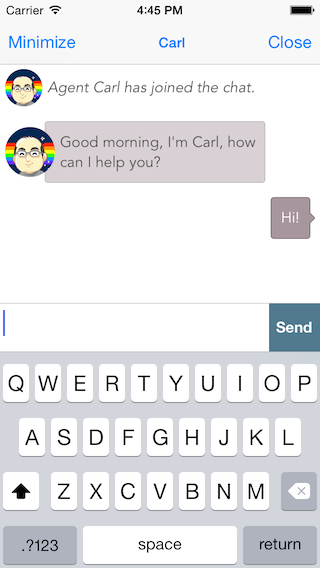 Carrier 4:45 PM
Minimize Carl Close
Agent Carl has joined the chat.
Good morning, I'm Carl, how
can I help you?
Hi!
Send
Q W E R T Y U I O P
A S D F G H J K L
Z X C V B N M
.?123 space return